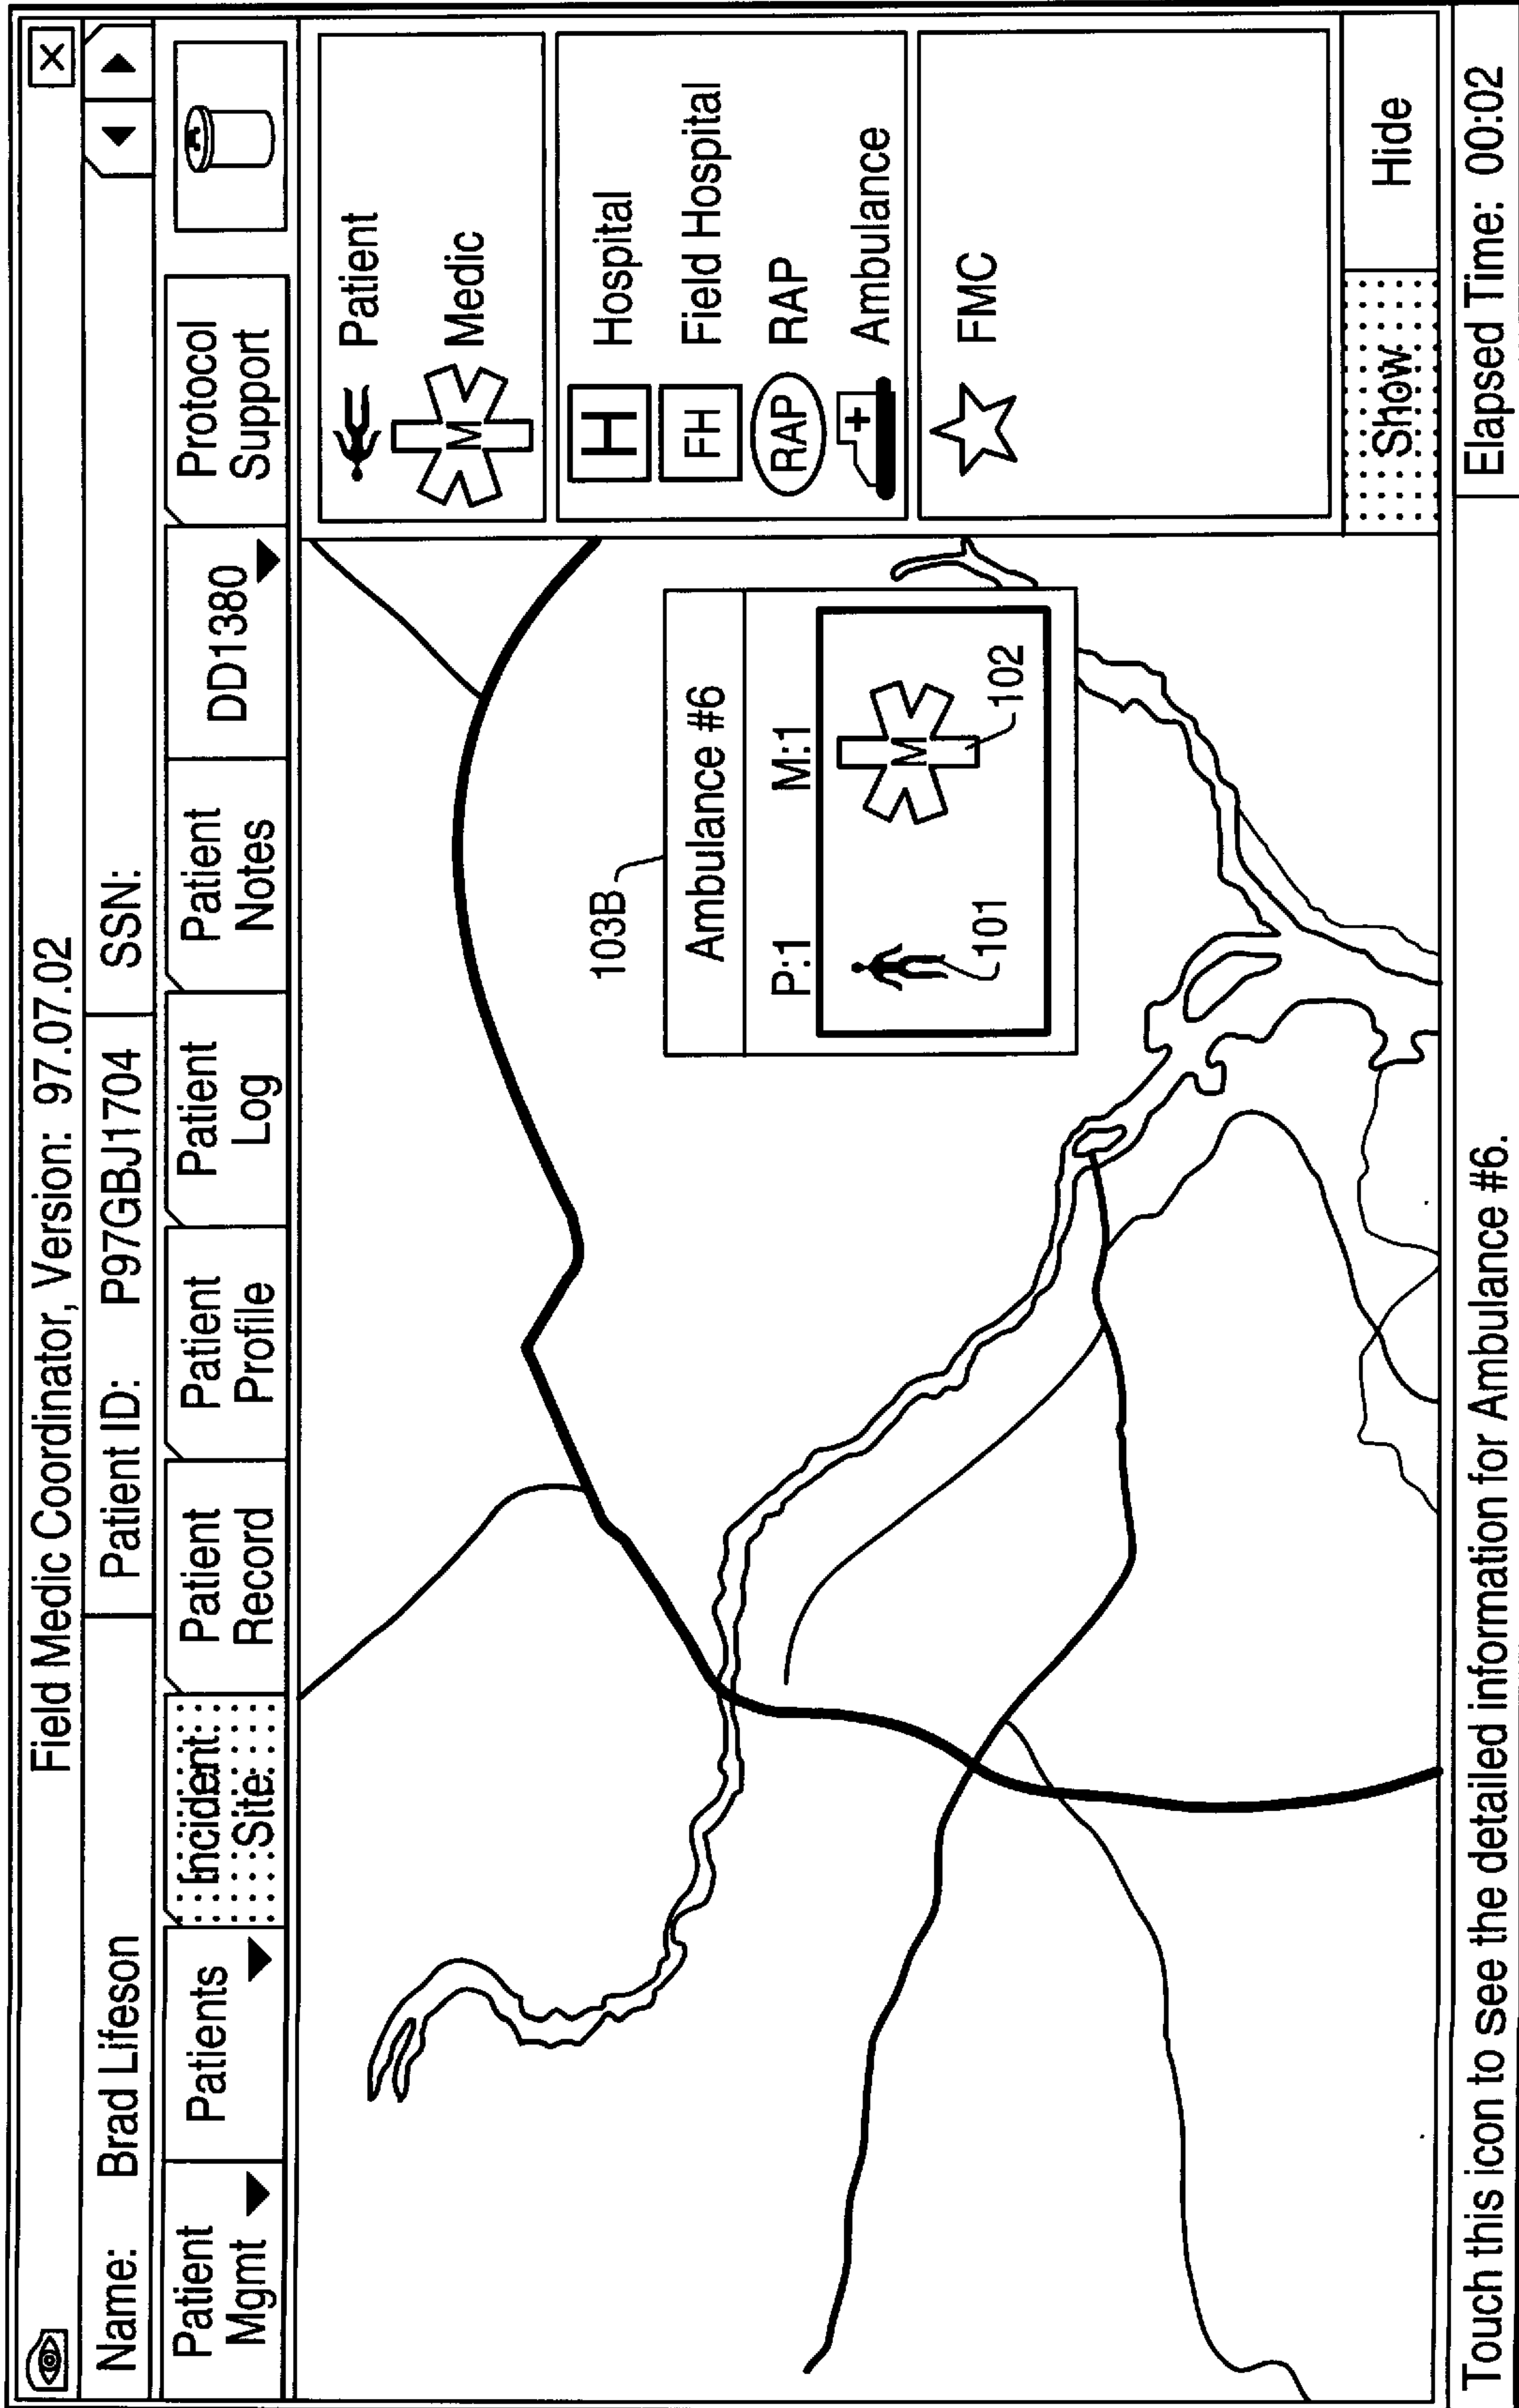 Field Medic Coordinator, Version: 97.07.02
X
Name: Brad Lifeson Patient ID: P97GBJ1704 SSN:
Patient Mgmt
Patients
Incident Site
Patient Record
Patient Profile
Patient Log
Patient Notes
DD1380
Protocol Support
Patient
M Medic
H Hospital
FH Field Hospital
RAP RAP
Ambulance
FMC
103B
Ambulance #6
P:1 M:1
M
101
102
Show Hide
Touch this icon to see the detailed information for Ambulance #6. Elapsed Time: 00:02